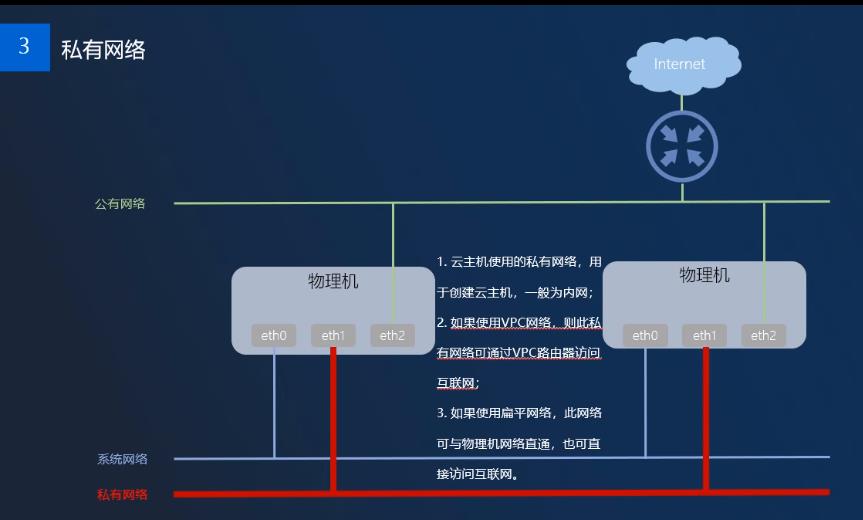 3
私有网络
Internet
公有网络
物理机
eth0
eth1
eth2
1. 云主机使用的私有网络，用
于创建云主机，一般为内网；
2. 如果使用VPC网络，则此私
有网络可通过VPC路由器访问
互联网；
3. 如果使用扁平网络，此网络
可与物理机网络直通，也可直
接访问互联网。
物理机
eth0
eth1
eth2
系统网络
私有网络